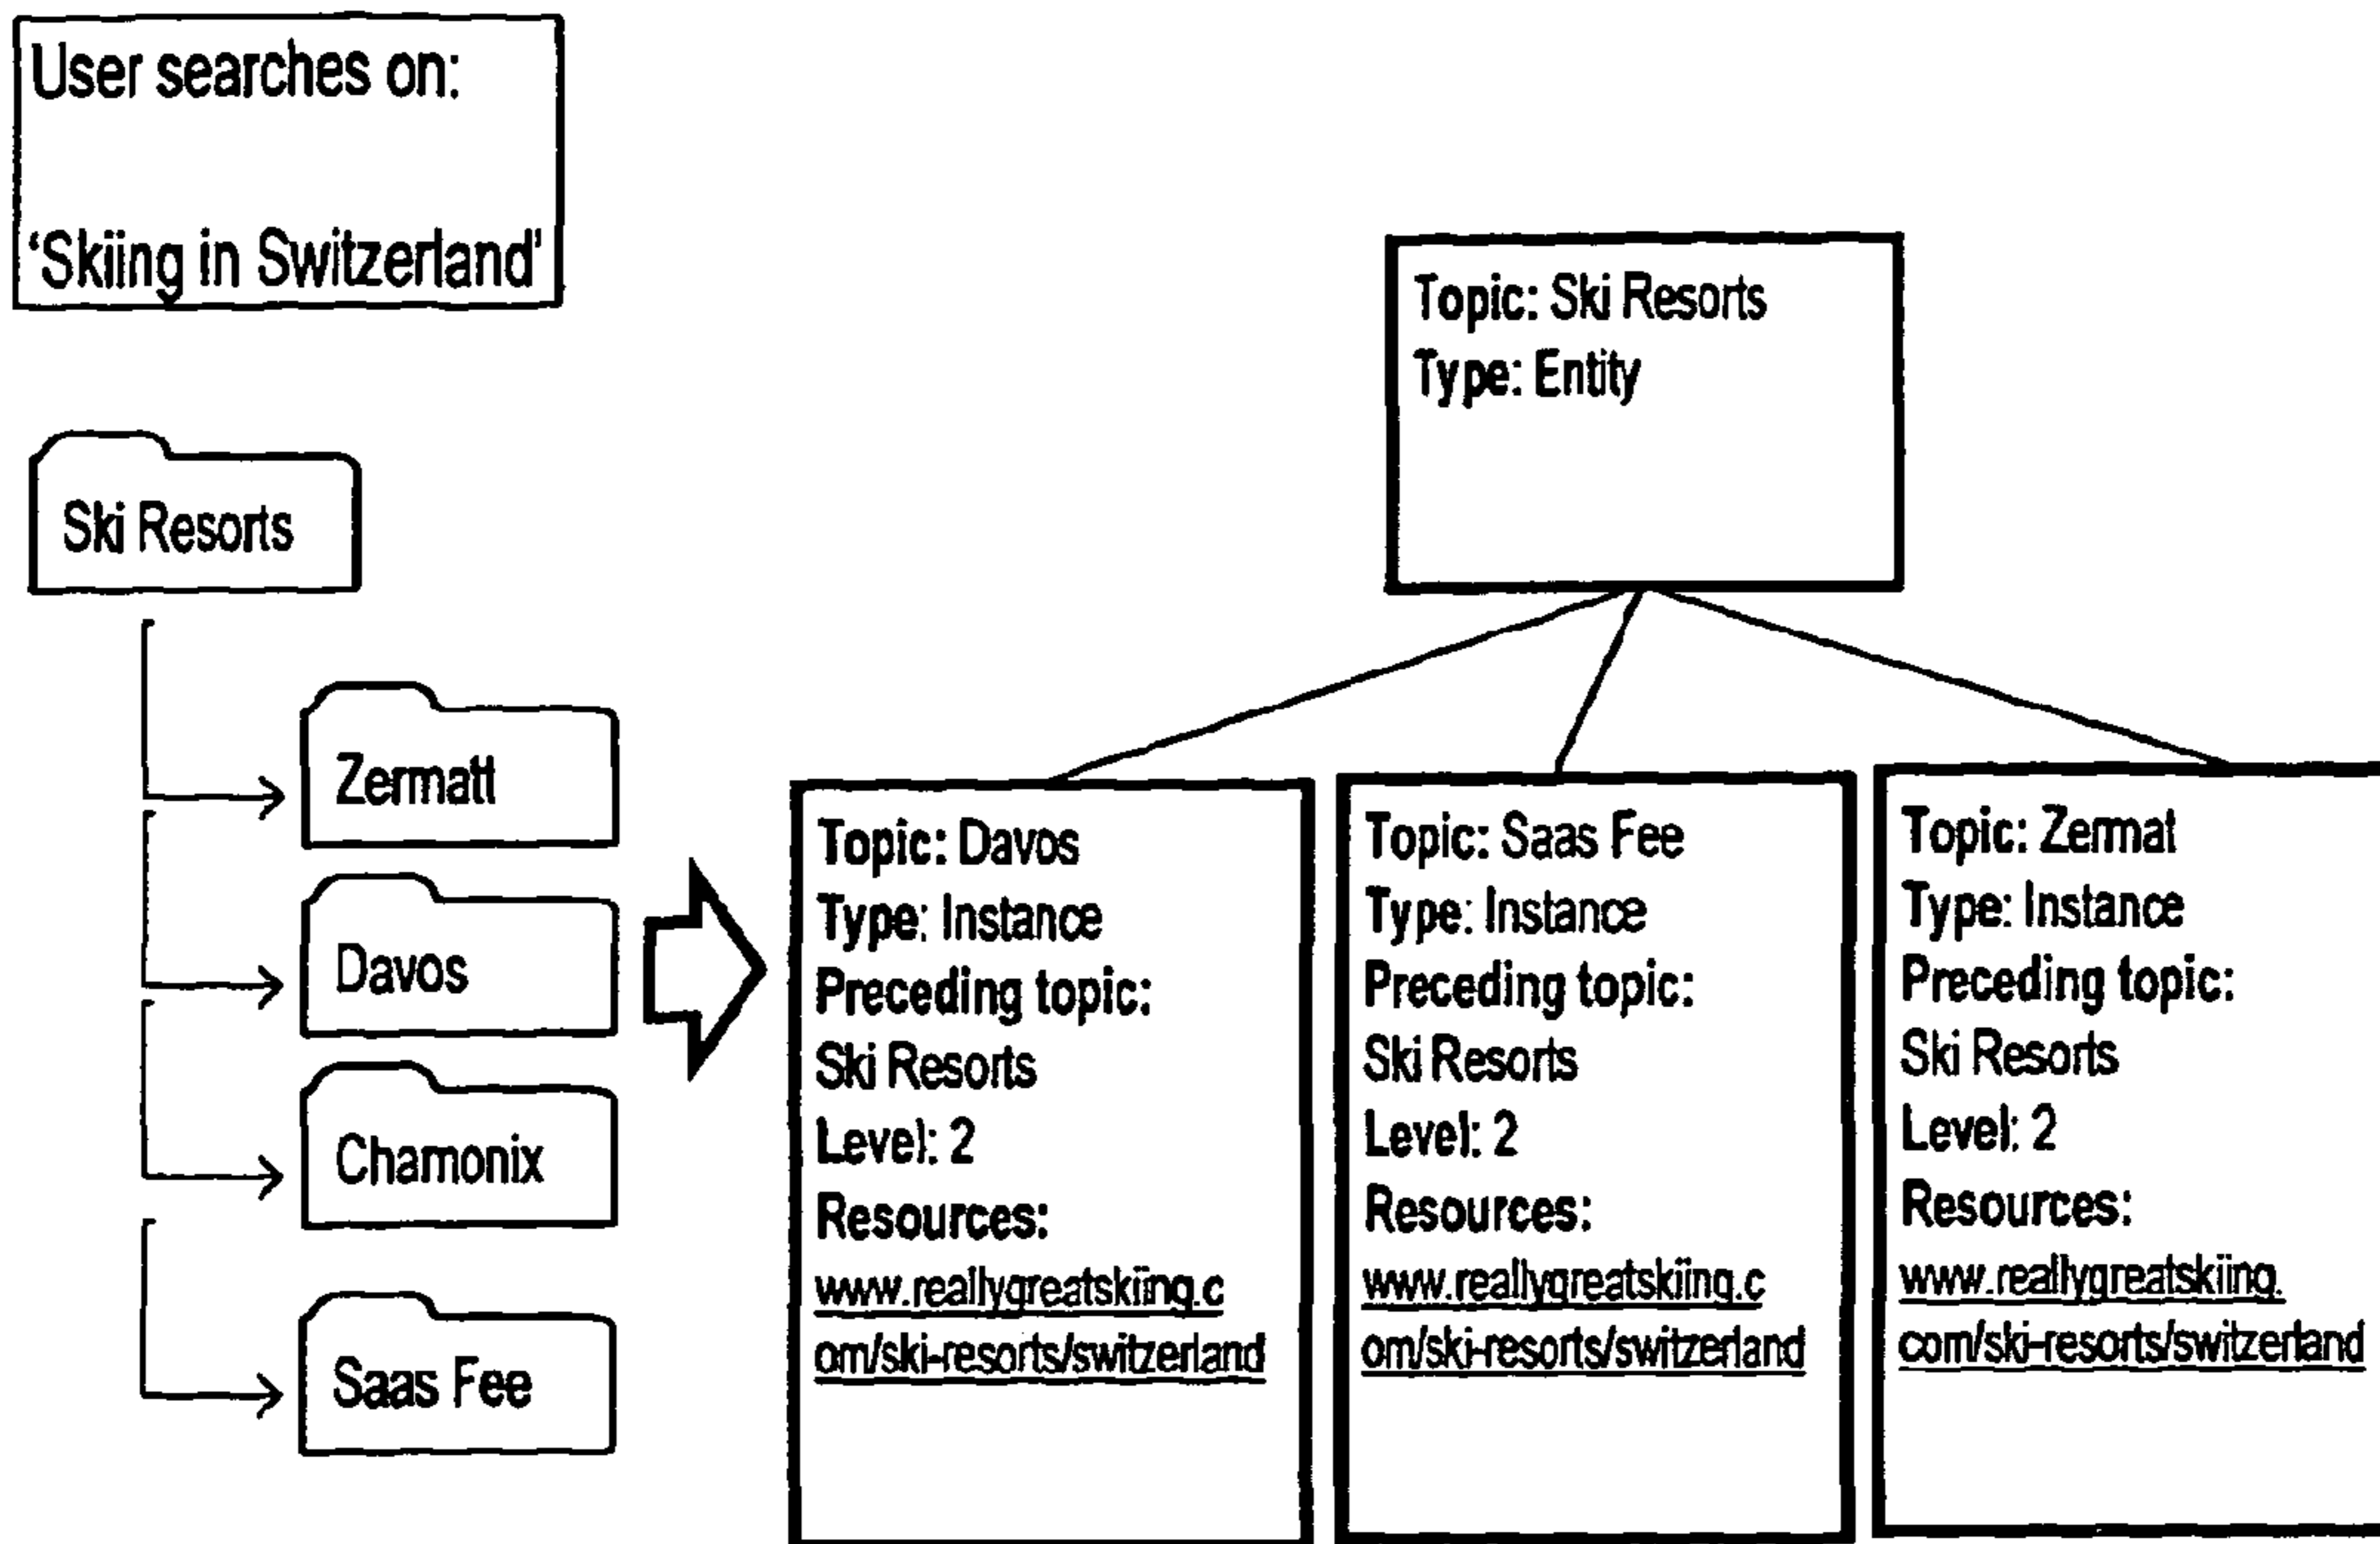 User searches on:
'Skiing in Switzerland'
Ski Resorts
Zermatt
Davos
Chamonix
Saas Fee
Topic: Ski Resorts
Type: Entity
Topic: Davos
Type: Instance
Preceding topic:
Ski Resorts
Level: 2
Resources:
www.reallygreatskiing.c
om/ski-resorts/switzerland
Topic: Saas Fee
Type: Instance
Preceding topic:
Ski Resorts
Level: 2
Resources:
www.reallygreatskiing.c
om/ski-resorts/switzerland
Topic: Zermat
Type: Instance
Preceding topic:
Ski Resorts
Level: 2
Resources:
www.reallygreatskiing.
com/ski-resorts/switzerland